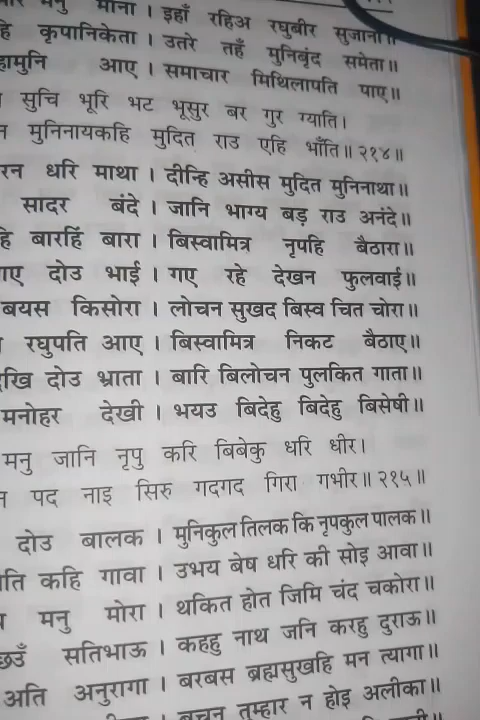 मनु माना। इहाँ रहिअ रघुबीर सुजाना॥
हि कृपानिकेता। उतरे तहँ मुनिबृंद समेता॥
हामुनि आए। समाचार मिथिलापति पाए॥
सुचि भूरि भट भूसुर बर गुर ग्याति।
न मुनिनायकहि मुदित राउ एहि भाँति॥ २१४॥
रन धरि माथा। दीन्हि असीस मुदित मुनिनाथा॥
सादर बंदे। जानि भाग्य बड़ राउ अनंदे॥
हि बारहिं बारा। बिस्वामित्र नृपहि बैठारा॥
ए दोउ भाई। गए रहे देखन फुलवाई॥
बयस किसोरा। लोचन सुखद बिस्व चित चोरा॥
रघुपति आए। बिस्वामित्र निकट बैठाए॥
खि दोउ भ्राता। बारि बिलोचन पुलकित गाता॥
मनोहर देखी। भयउ बिदेहु बिदेहु बिसेषी॥
मनु जानि नृपु करि बिबेकु धरि धीर।
न पद नाइ सिरु गदगद गिरा गभीर॥ २१५॥
दोउ बालक। मुनिकुल तिलक कि नृपकुल पालक॥
ति कहि गावा। उभय बेष धरि की सोइ आवा॥
मनु मोरा। थकित होत जिमि चंद चकोरा॥
छउँ सतिभाऊ। कहहु नाथ जनि करहु दुराऊ॥
अति अनुरागा। बरबस ब्रह्मसुखहि मन त्यागा॥
बचन तुम्हार न होइ अलीका॥